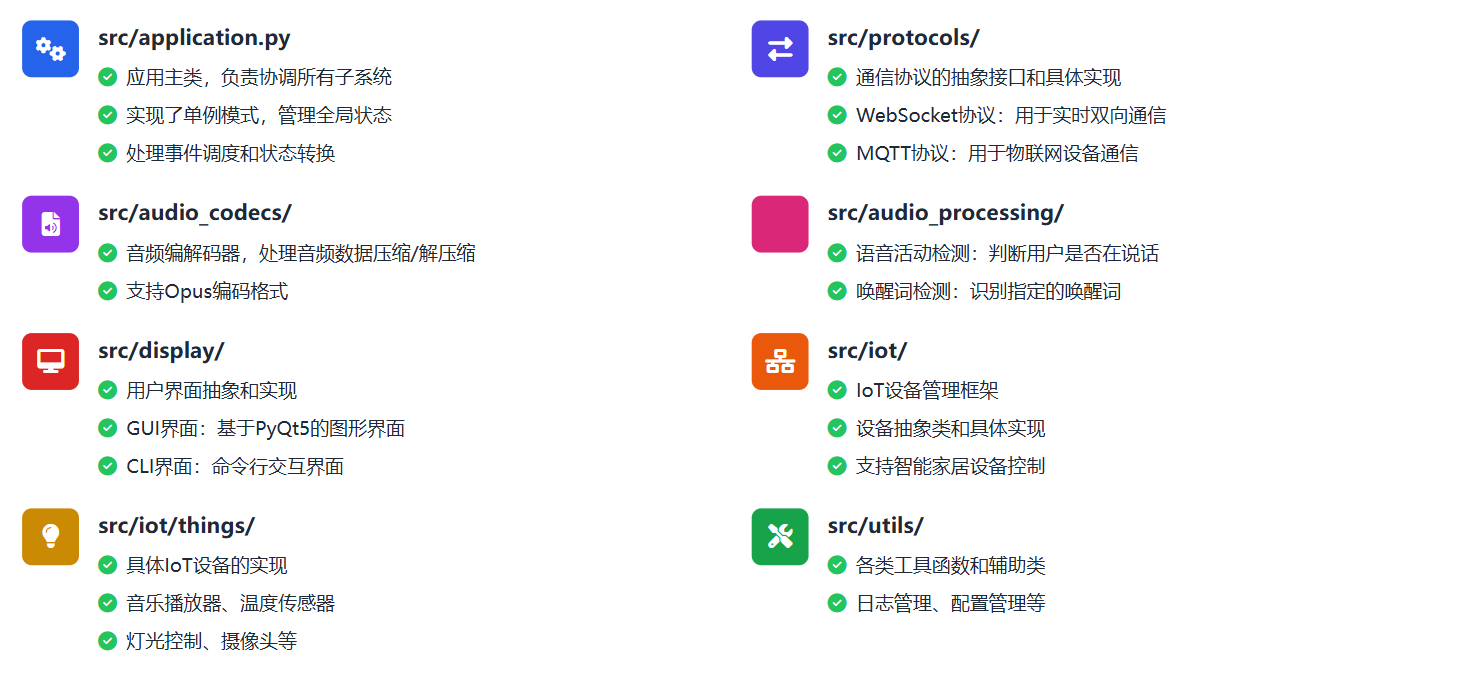 src/application.py
应用主类，负责协调所有子系统
实现了单例模式，管理全局状态
处理事件调度和状态转换
src/protocols/
通信协议的抽象接口和具体实现
WebSocket协议：用于实时双向通信
MQTT协议：用于物联网设备通信
src/audio_codecs/
音频编解码器，处理音频数据压缩/解压缩
支持Opus编码格式
src/audio_processing/
语音活动检测：判断用户是否在说话
唤醒词检测：识别指定的唤醒词
src/display/
用户界面抽象和实现
GUI界面：基于PyQt5的图形界面
CLI界面：命令行交互界面
src/iot/
IoT设备管理框架
设备抽象类和具体实现
支持智能家居设备控制
src/iot/things/
具体IoT设备的实现
音乐播放器、温度传感器
灯光控制、摄像头等
src/utils/
各类工具函数和辅助类
日志管理、配置管理等